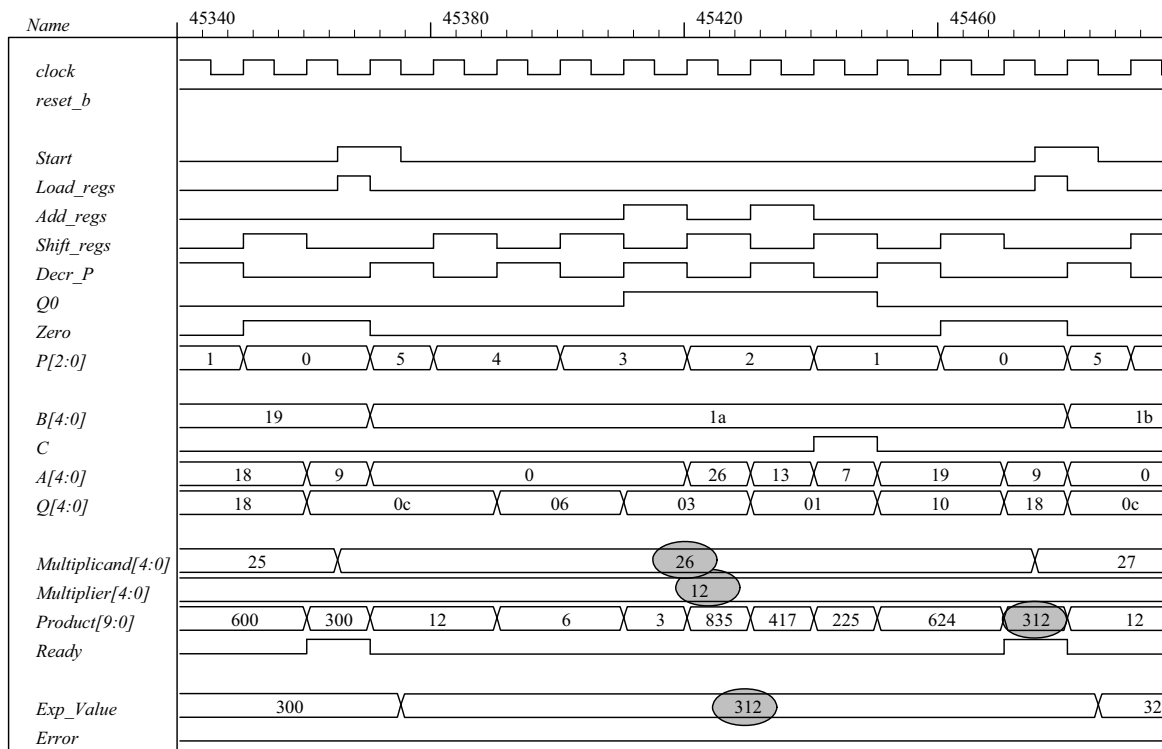 Name 45340 45380 45420 45460
clock
reset_b
Start
Load_regs
Add_regs
Shift_regs
Decr_P
Q0
Zero
P[2:0] 1 0 5 4 3 2 1 0 5
B[4:0] 19 1a 1b
C
A[4:0] 18 9 0 26 13 7 19 9 0
Q[4:0] 18 0c 06 03 01 10 18 0c
Multiplicand[4:0] 25 26 27
Multiplier[4:0] 12
Product[9:0] 600 300 12 6 3 835 417 225 624 312 12
Ready
Exp_Value 300 312 32
Error